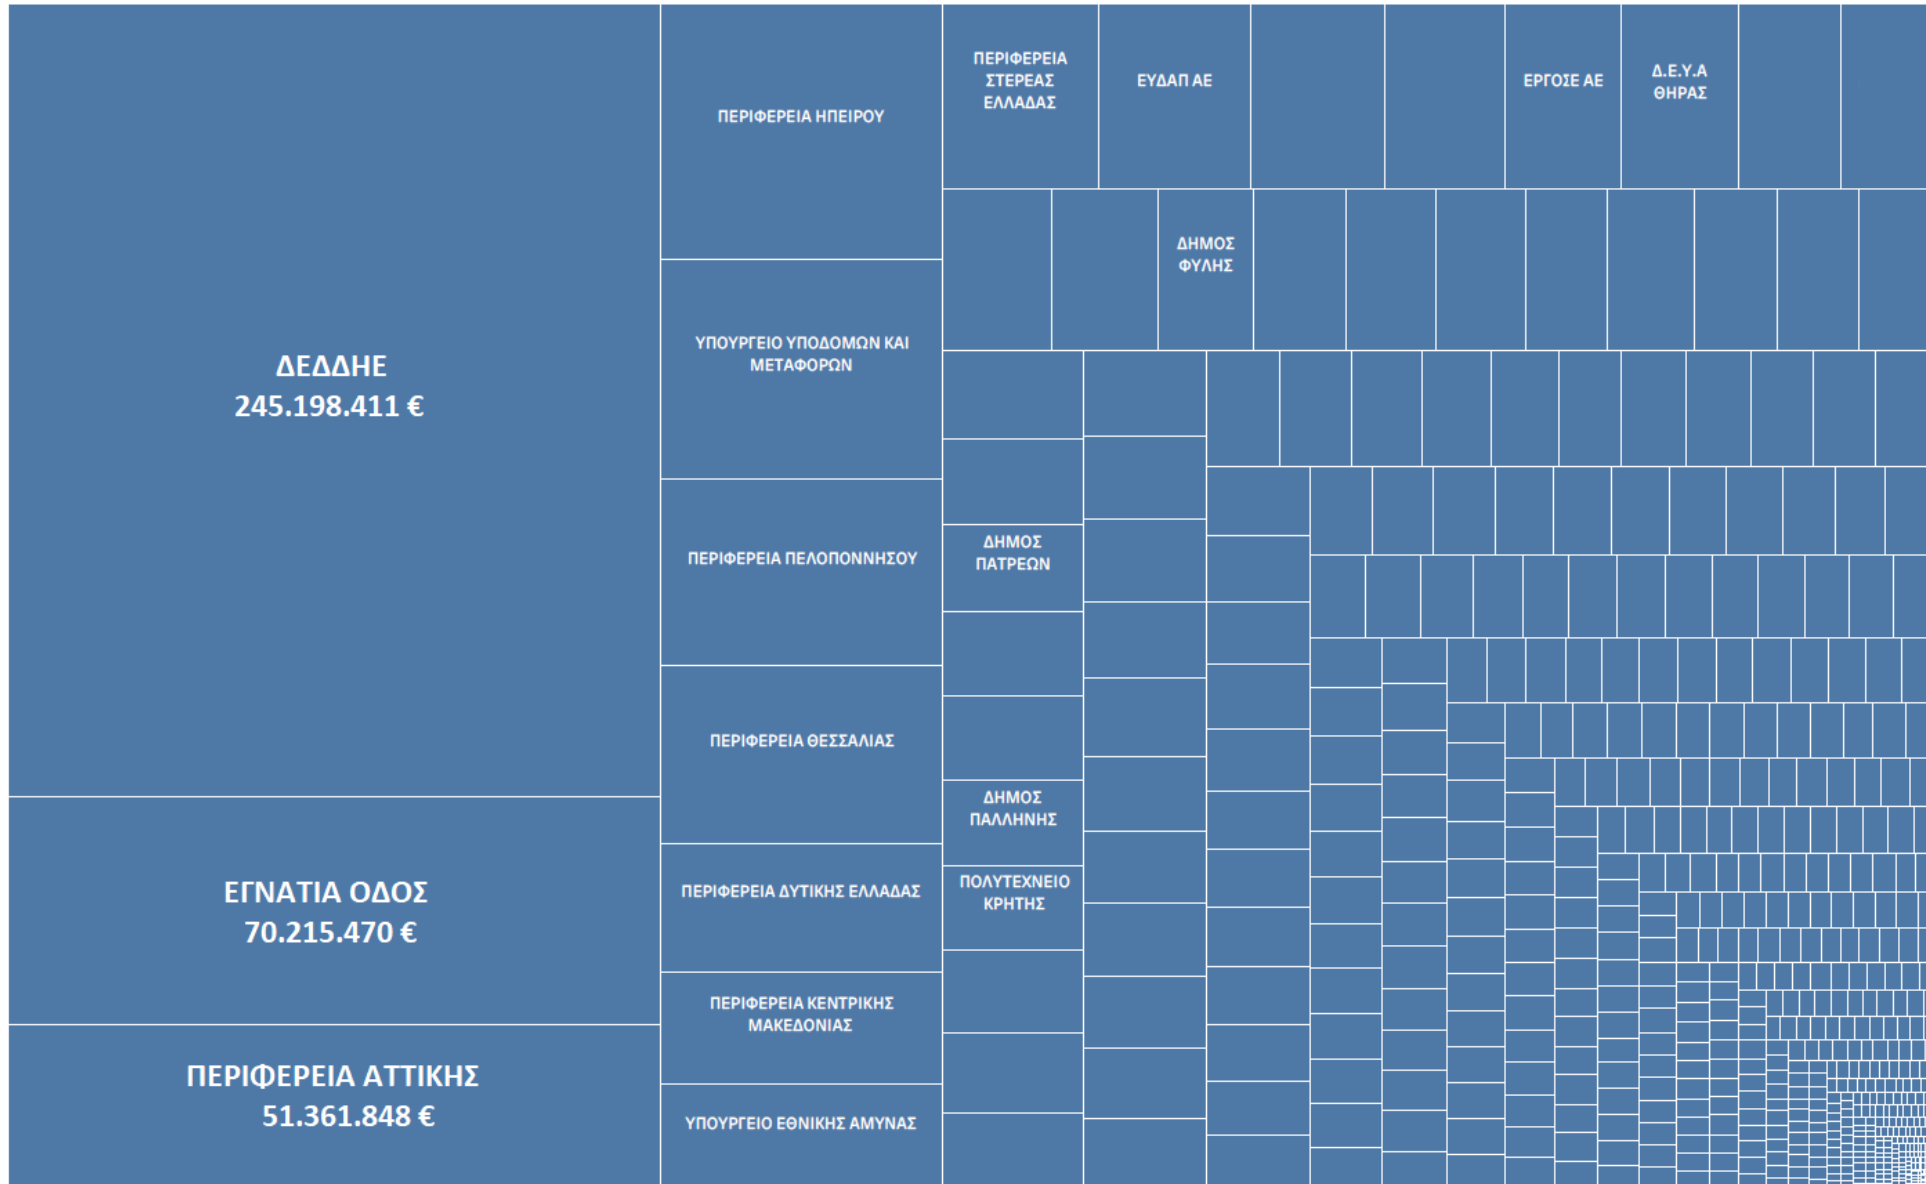 ΔΕΔΔΗΕ
245.198.411 €
ΕΓΝΑΤΙΑ ΟΔΟΣ
70.215.470 €
ΠΕΡΙΦΕΡΕΙΑ ΑΤΤΙΚΗΣ
51.361.848 €
ΠΕΡΙΦΕΡΕΙΑ ΗΠΕΙΡΟΥ
ΥΠΟΥΡΓΕΙΟ ΥΠΟΔΟΜΩΝ ΚΑΙ
ΜΕΤΑΦΟΡΩΝ
ΠΕΡΙΦΕΡΕΙΑ ΠΕΛΟΠΟΝΝΗΣΟΥ
ΠΕΡΙΦΕΡΕΙΑ ΘΕΣΣΑΛΙΑΣ
ΠΕΡΙΦΕΡΕΙΑ ΔΥΤΙΚΗΣ ΕΛΛΑΔΑΣ
ΠΕΡΙΦΕΡΕΙΑ ΚΕΝΤΡΙΚΗΣ
ΜΑΚΕΔΟΝΙΑΣ
ΥΠΟΥΡΓΕΙΟ ΕΘΝΙΚΗΣ ΑΜΥΝΑΣ
ΠΕΡΙΦΕΡΕΙΑ
ΣΤΕΡΕΑΣ
ΕΛΛΑΔΑΣ
ΕΥΔΑΠ ΑΕ
ΕΡΓΟΣΕ ΑΕ
Δ.Ε.Υ.Α
ΘΗΡΑΣ
ΔΗΜΟΣ
ΦΥΛΗΣ
ΔΗΜΟΣ
ΠΑΤΡΕΩΝ
ΔΗΜΟΣ
ΠΑΛΛΗΝΗΣ
ΠΟΛΥΤΕΧΝΕΙΟ
ΚΡΗΤΗΣ